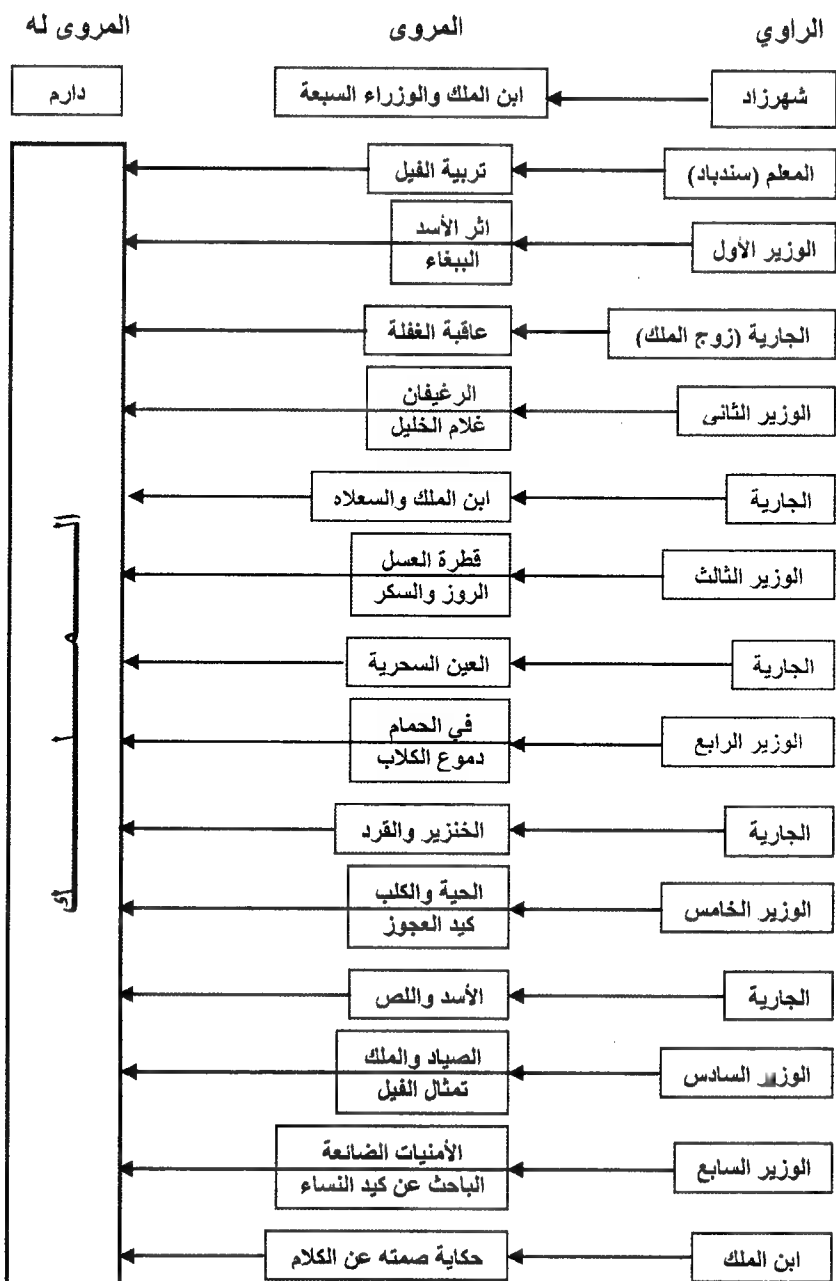 الراوي المروى المروى له
شهرزاد ابن الملك والوزراء السبعة دارم
المعلم (سندباد) تربية الفيل
الوزير الأول اثر الأسد
الببغاء
الجارية (زوج الملك) عاقبة الغفلة
الوزير الثانى الرغيفان
غلام الخليل
الجارية ابن الملك والسعلاه
الوزير الثالث قطرة العسل
الروز والسكر
الجارية العين السحرية
الوزير الرابع في الحمام
دموع الكلاب
الجارية الخنزير والقرد
الوزير الخامس الحية والكلب
كيد العجوز
الجارية الأسد واللص
الوزير السادس الصياد والملك
تمثال الفيل
الوزير السابع الأمنيات الضائعة
الباحث عن كيد النساء
ابن الملك حكاية صمته عن الكلام
الملك